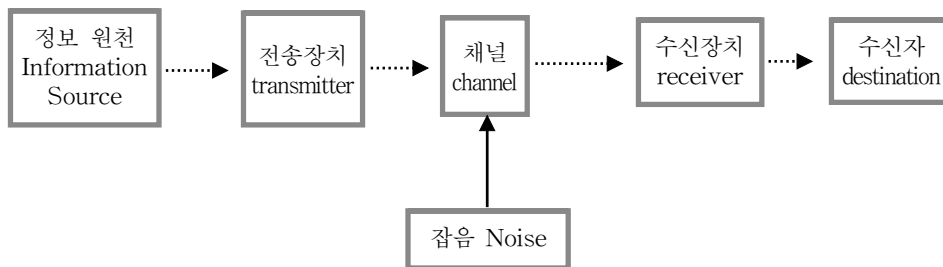 정보 원천
Information
Source
전송장치
transmitter
채널
channel
수신장치
receiver
수신자
destination
잡음 Noise